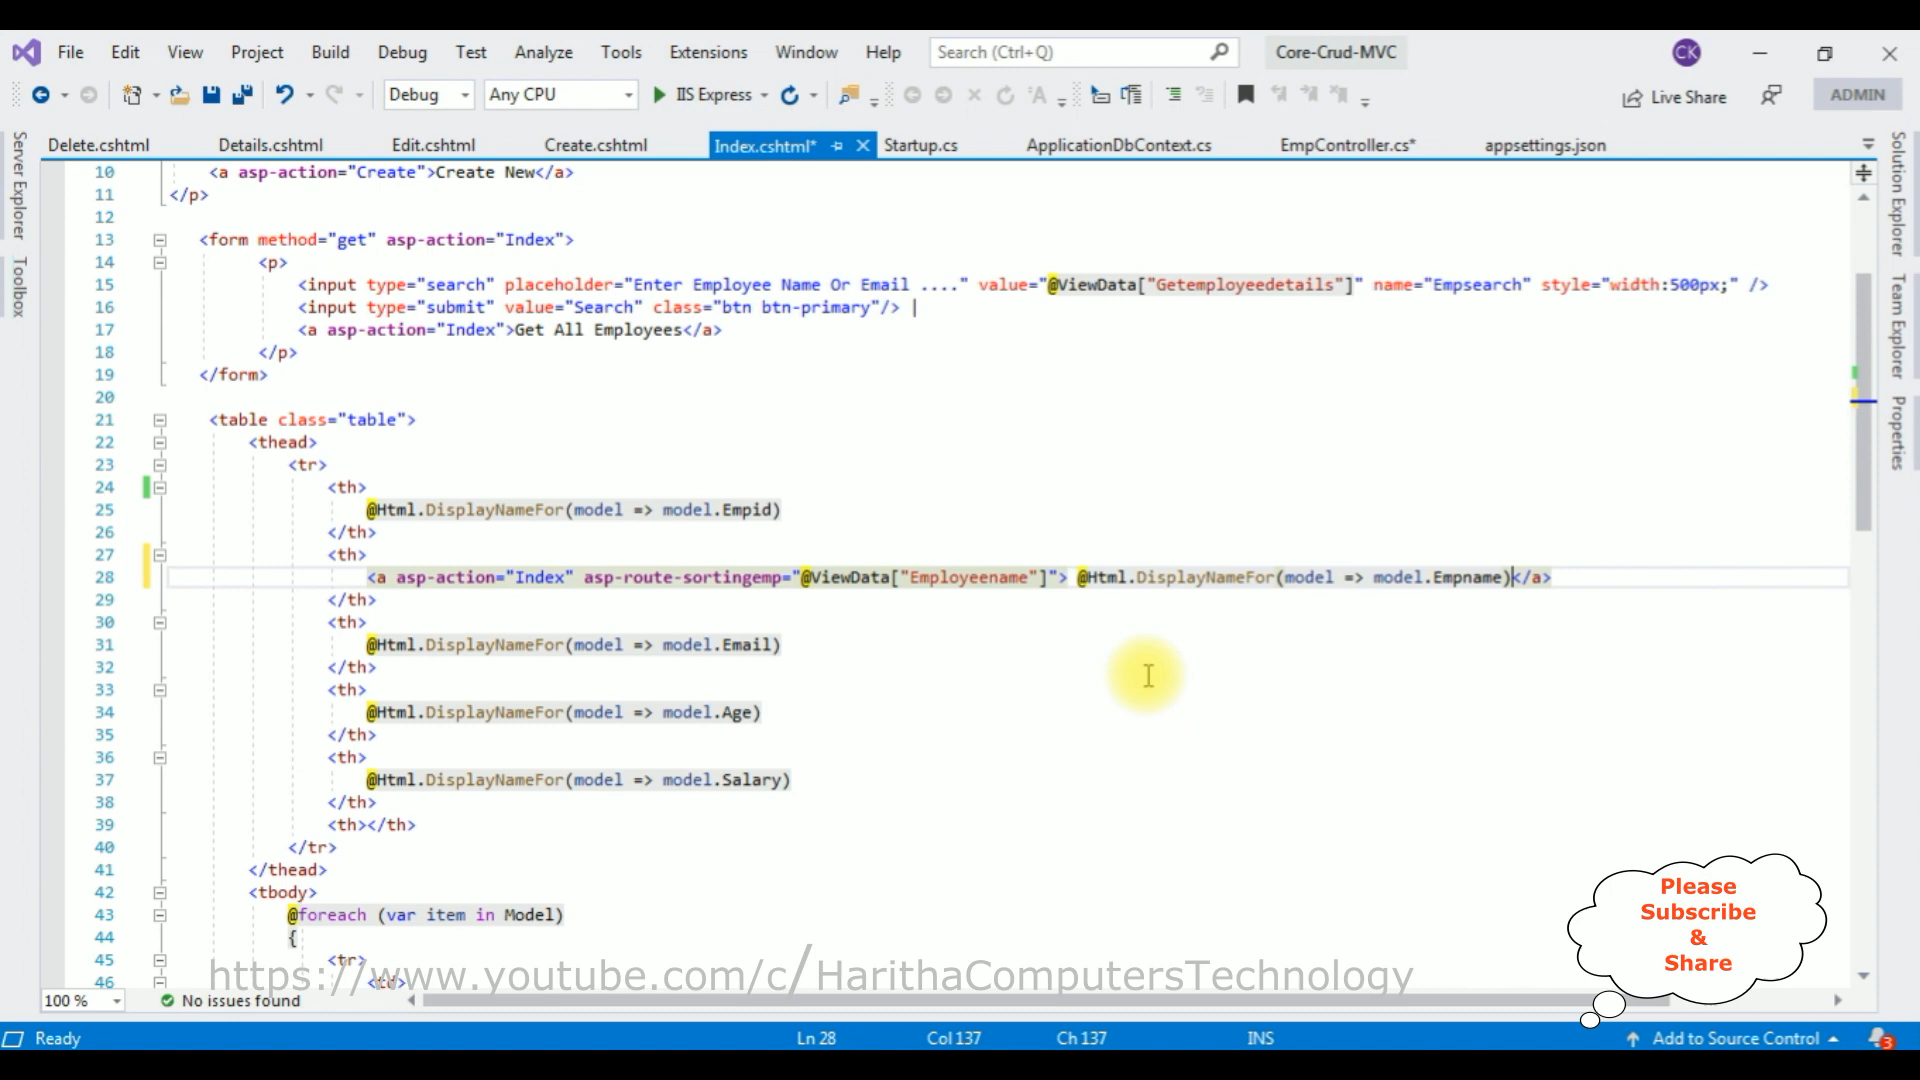 File Edit View Project Build Debug Test Analyze Tools Extensions Window Help Search (Ctrl+Q) Core-Crud-MVC CK
Debug Any CPU IIS Express Live Share ADMIN
Delete.cshtml Details.cshtml Edit.cshtml Create.cshtml Index.cshtml* Startup.cs ApplicationDbContext.cs EmpController.cs* appsettings.json
Server Explorer
Toolbox
Solution Explorer
Team Explorer
Properties
10 <a asp-action="Create">Create New</a>
11 </p>
12
13 <form method="get" asp-action="Index">
14 <p>
15 <input type="search" placeholder="Enter Employee Name Or Email ...." value="@ViewData["Getemployeedetails"]" name="Empsearch" style="width:500px;" />
16 <input type="submit" value="Search" class="btn btn-primary"/> |
17 <a asp-action="Index">Get All Employees</a>
18 </p>
19 </form>
20
21 <table class="table">
22 <thead>
23 <tr>
24 <th>
25 @Html.DisplayNameFor(model => model.Empid)
26 </th>
27 <th>
28 <a asp-action="Index" asp-route-sortingemp="@ViewData["Employeename"]"> @Html.DisplayNameFor(model => model.Empname)</a>
29 </th>
30 <th>
31 @Html.DisplayNameFor(model => model.Email)
32 </th>
33 <th>
34 @Html.DisplayNameFor(model => model.Age)
35 </th>
36 <th>
37 @Html.DisplayNameFor(model => model.Salary)
38 </th>
39 <th></th>
40 </tr>
41 </thead>
42 <tbody>
43 @foreach (var item in Model)
44 {
45 <tr>
46 <td>
https://www.youtube.com/c/HarithaComputersTechnology
Please
Subscribe
&
Share
100 % No issues found
Ready Ln 28 Col 137 Ch 137 INS Add to Source Control 3